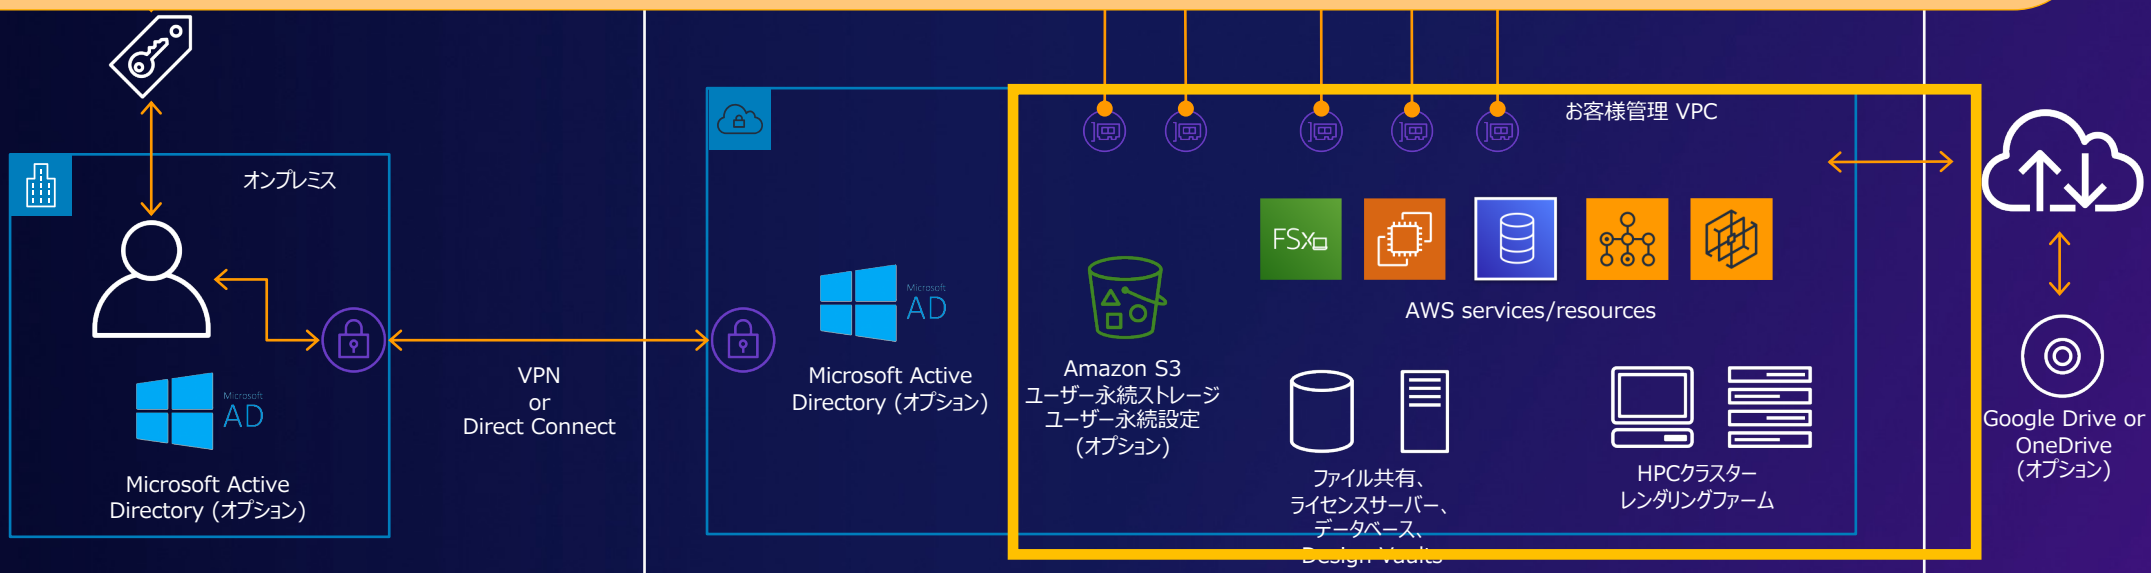 オンプレミス
Microsoft
AD
Microsoft Active
Directory (オプション)
VPN
or
Direct Connect
お客様管理 VPC
Microsoft
AD
Microsoft Active
Directory (オプション)
Amazon S3
ユーザー永続ストレージ
ユーザー永続設定
(オプション)
FSx
AWS services/resources
ファイル共有、
ライセンスサーバー、
データベース、
Design Vaults
HPCクラスター
レンダリングファーム
Google Drive or
OneDrive
(オプション)